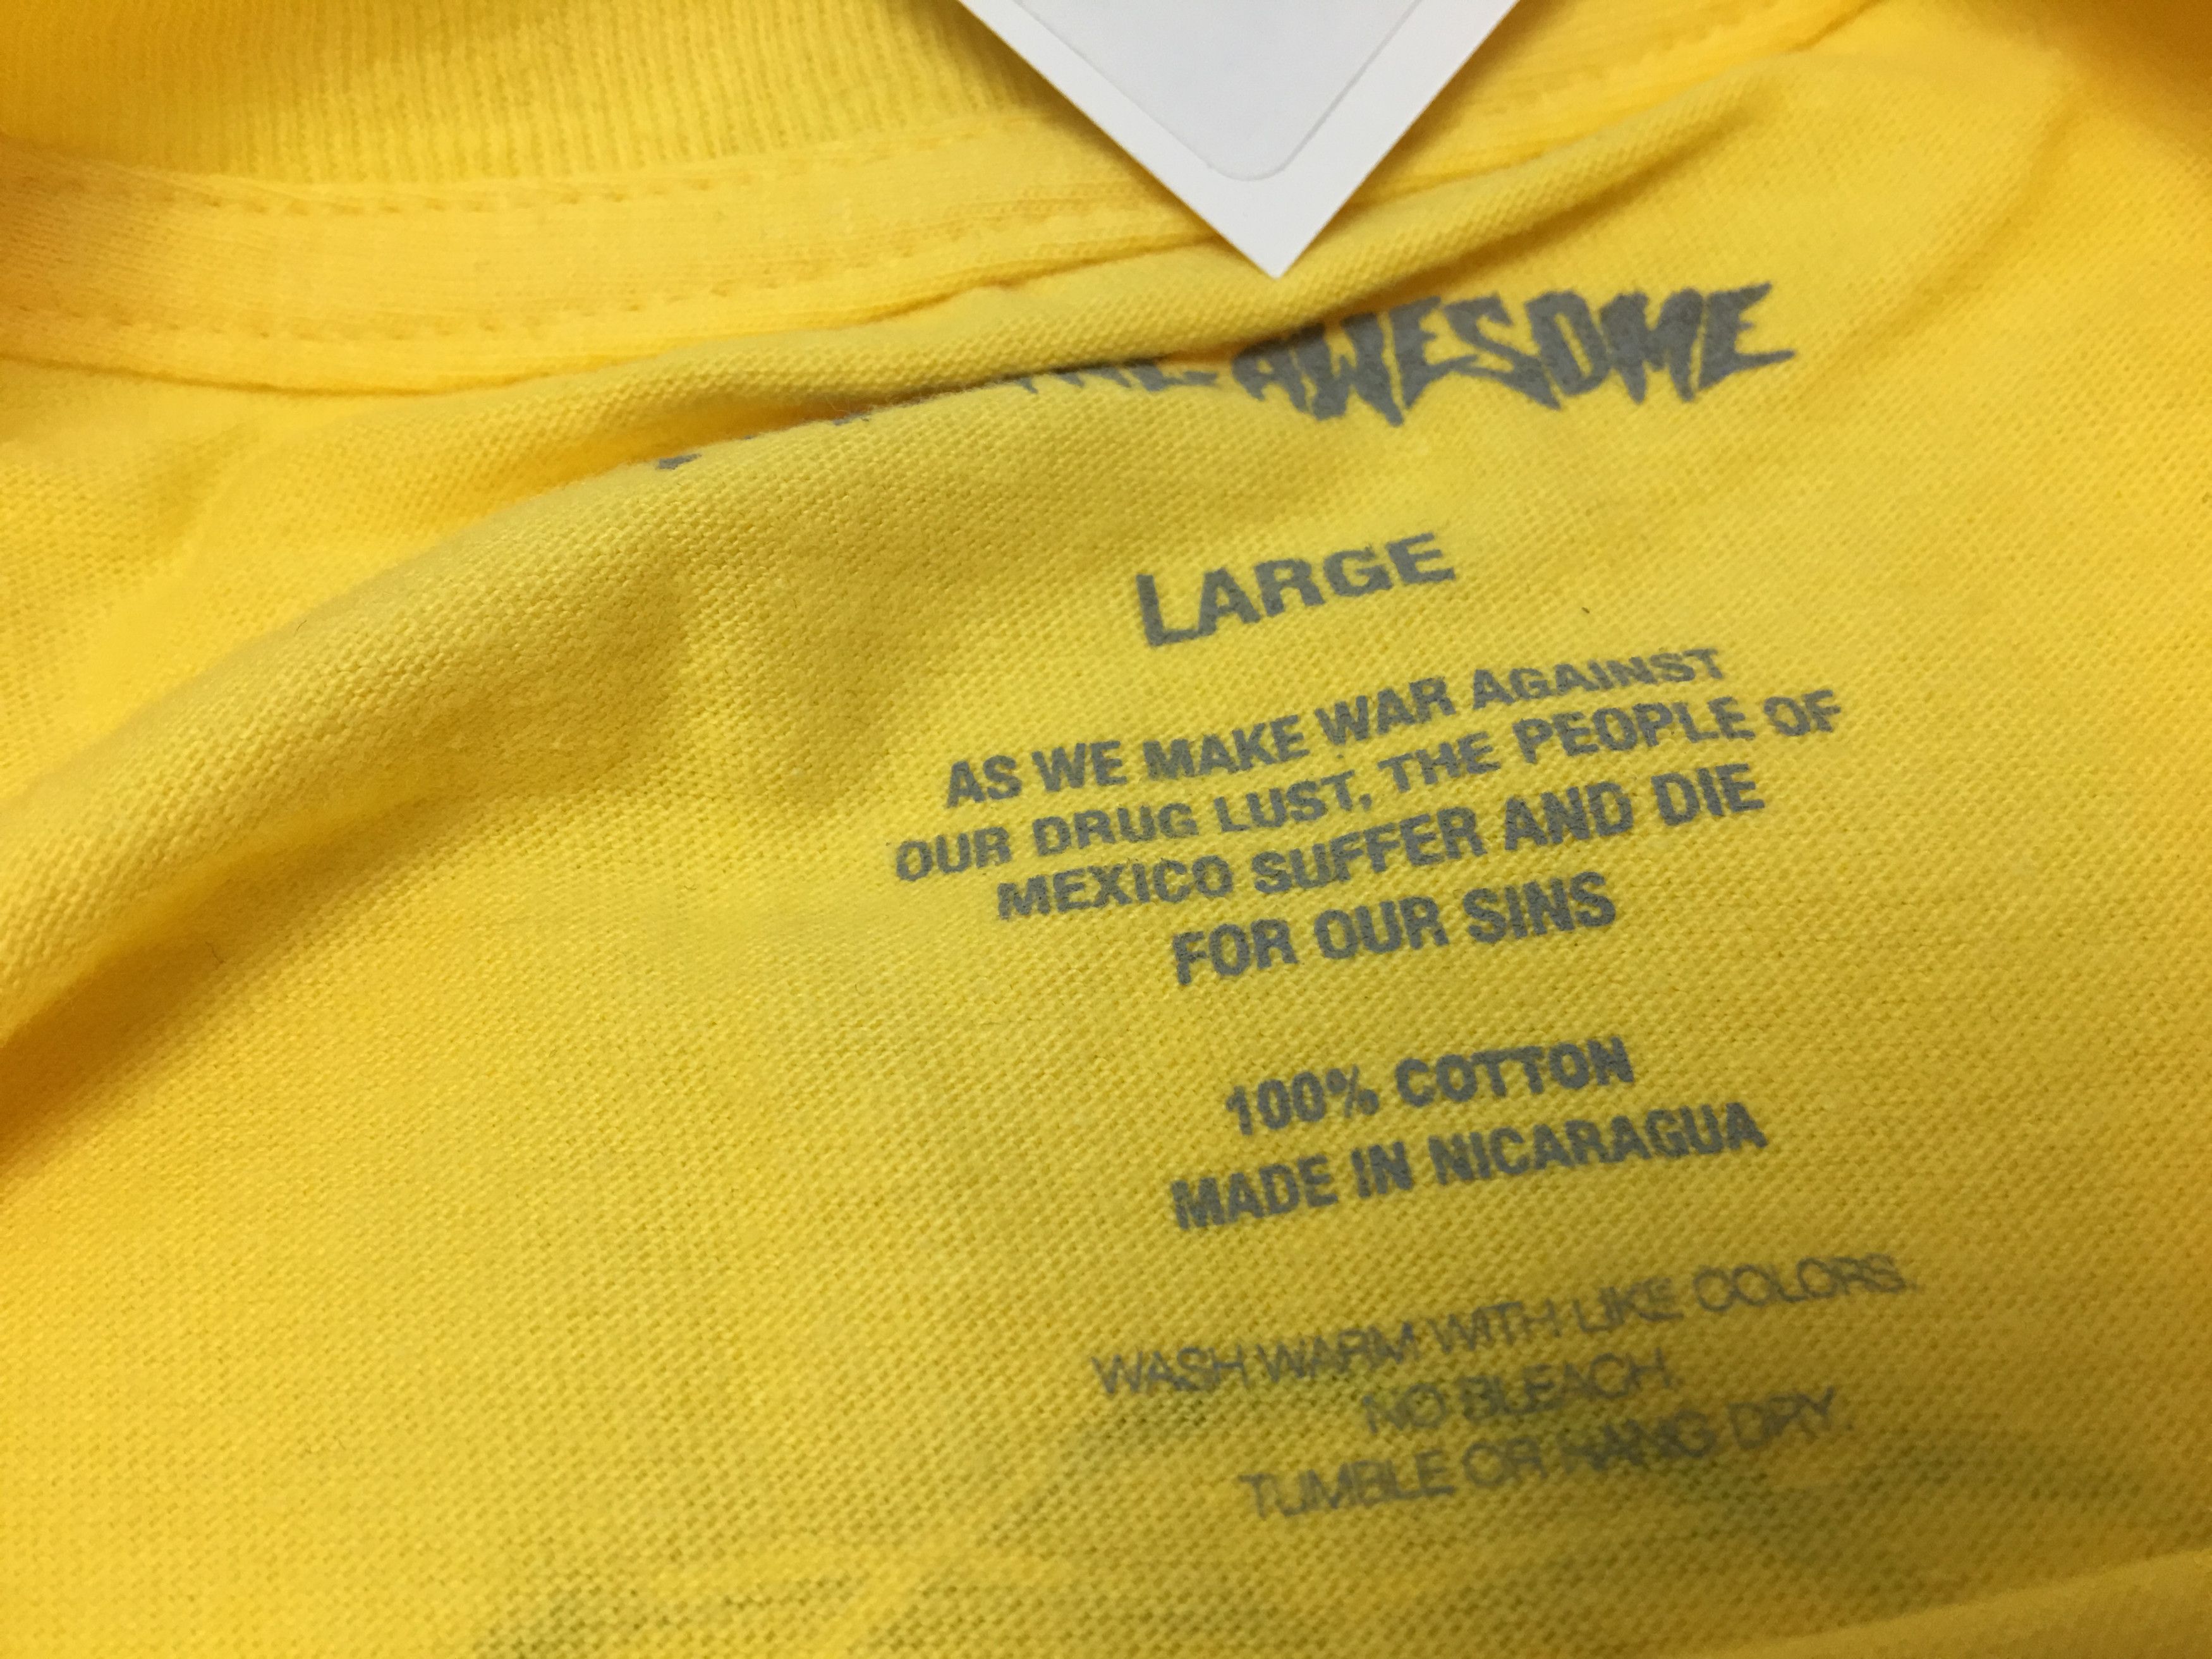 AWESOME
LARGE
AS WE MAKE WAR AGAINST
OUR DRUG LUST, THE PEOPLE OF
MEXICO SUFFER AND DIE
FOR OUR SINS
100% COTTON
MADE IN NICARAGUA
WASH WARM WITH LIKE COLORS.
NO BLEACH.
TUMBLE OR HANG DRY.